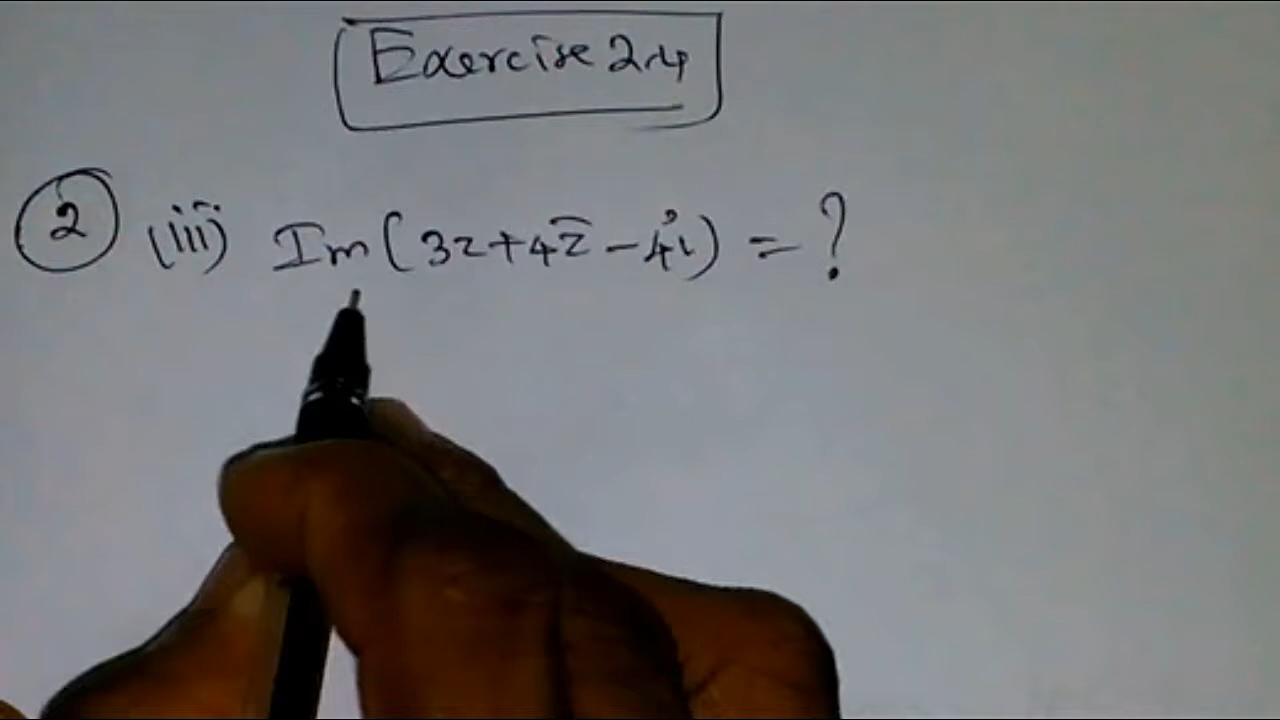 Exercise 2.4
2 (iii) Im(3z+4z̅-4i) = ?